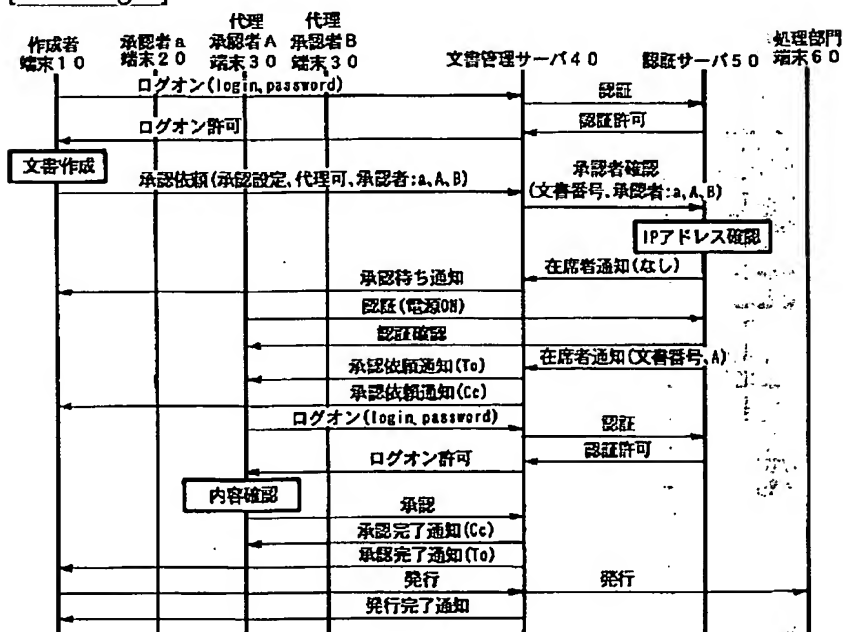 代理 代理
作成者 承認者a 承認者A 承認者B 処理部門
端末10 端末20 端末30 端末30 文書管理サーバ40 認証サーバ50 端末60
ログオン(login,password)
認証
認証許可
ログオン許可
文書作成
承認依頼(承認設定,代理可,承認者:a,A,B)
承認者確認
(文書番号,承認者:a,A,B)
IPアドレス確認
在席者通知(なし)
承認待ち通知
認証(電源ON)
認証確認
在席者通知(文書番号,A)
承認依頼通知(To)
承認依頼通知(Cc)
ログオン(login,password)
認証
認証許可
ログオン許可
内容確認
承認
承認完了通知(Cc)
承認完了通知(To)
発行 発行
発行完了通知